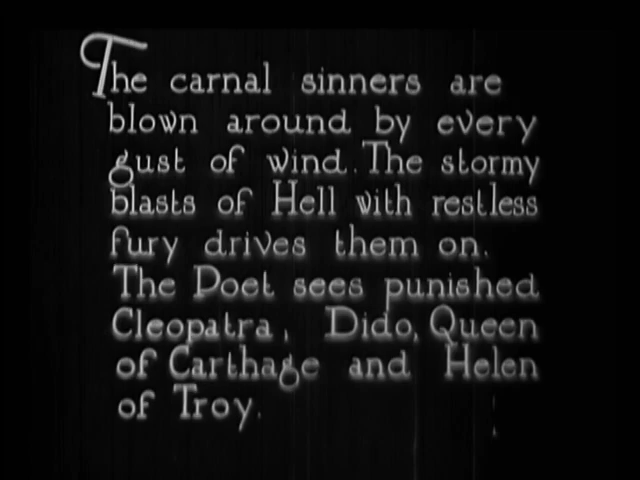 The carnal sinners are
blown around by every
gust of wind. The stormy
blasts of Hell with restless
fury drives them on.
The Poet sees punished
Cleopatra, Dido, Queen
of Carthage and Helen
of Troy.